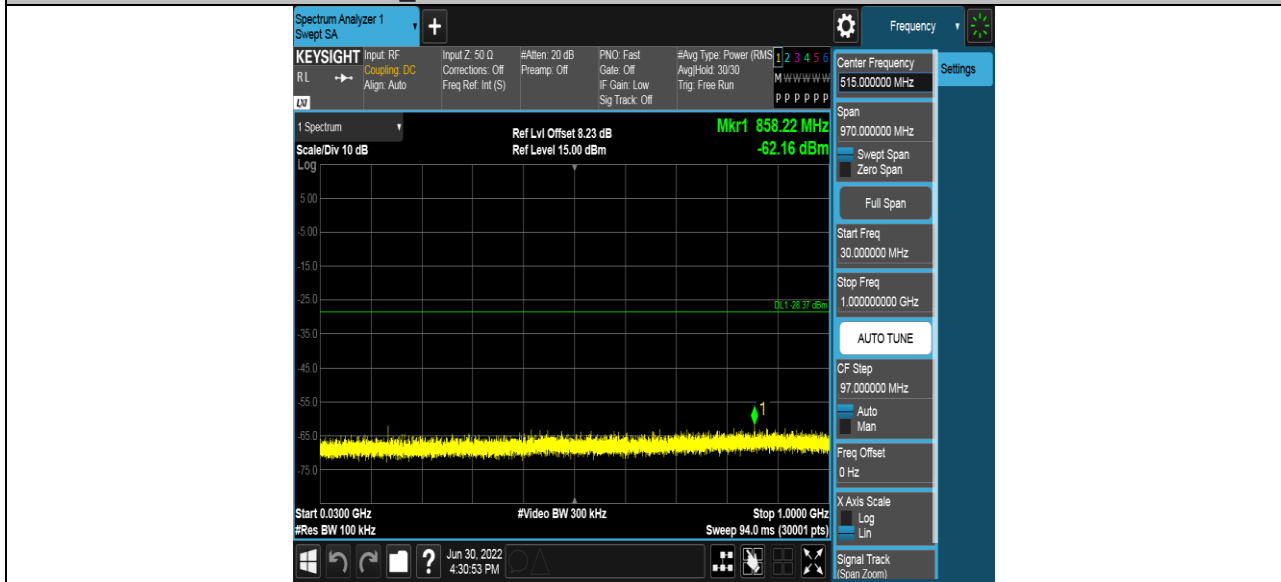 Spectrum Analyzer 1
Swept SA
+
Frequency
KEYSIGHT
RL
LXI
Input: RF
Coupling: DC
Align: Auto
Input Z: 50 Ω
Corrections: Off
Freq Ref: Int (S)
#Atten: 20 dB
Preamp: Off
PNO: Fast
Gate: Off
IF Gain: Low
Sig Track: Off
#Avg Type: Power (RMS
Avg|Hold: 30/30
Trig: Free Run
1 2 3 4 5 6
M W W W W W
P P P P P P
1 Spectrum
Scale/Div 10 dB
Ref Lvl Offset 8.23 dB
Ref Level 15.00 dBm
Mkr1 858.22 MHz
-62.16 dBm
Log
5.00
-5.00
-15.0
-25.0
DL1 -28.37 dBm
-35.0
-45.0
-55.0
1
-65.0
-75.0
Start 0.0300 GHz
#Video BW 300 kHz
Stop 1.0000 GHz
#Res BW 100 kHz
Sweep 94.0 ms (30001 pts)
?
Jun 30, 2022
4:30:53 PM
Center Frequency
515.000000 MHz
Settings
Span
970.000000 MHz
Swept Span
Zero Span
Full Span
Start Freq
30.000000 MHz
Stop Freq
1.000000000 GHz
AUTO TUNE
CF Step
97.000000 MHz
Auto
Man
Freq Offset
0 Hz
X Axis Scale
Log
Lin
Signal Track
(Span Zoom)